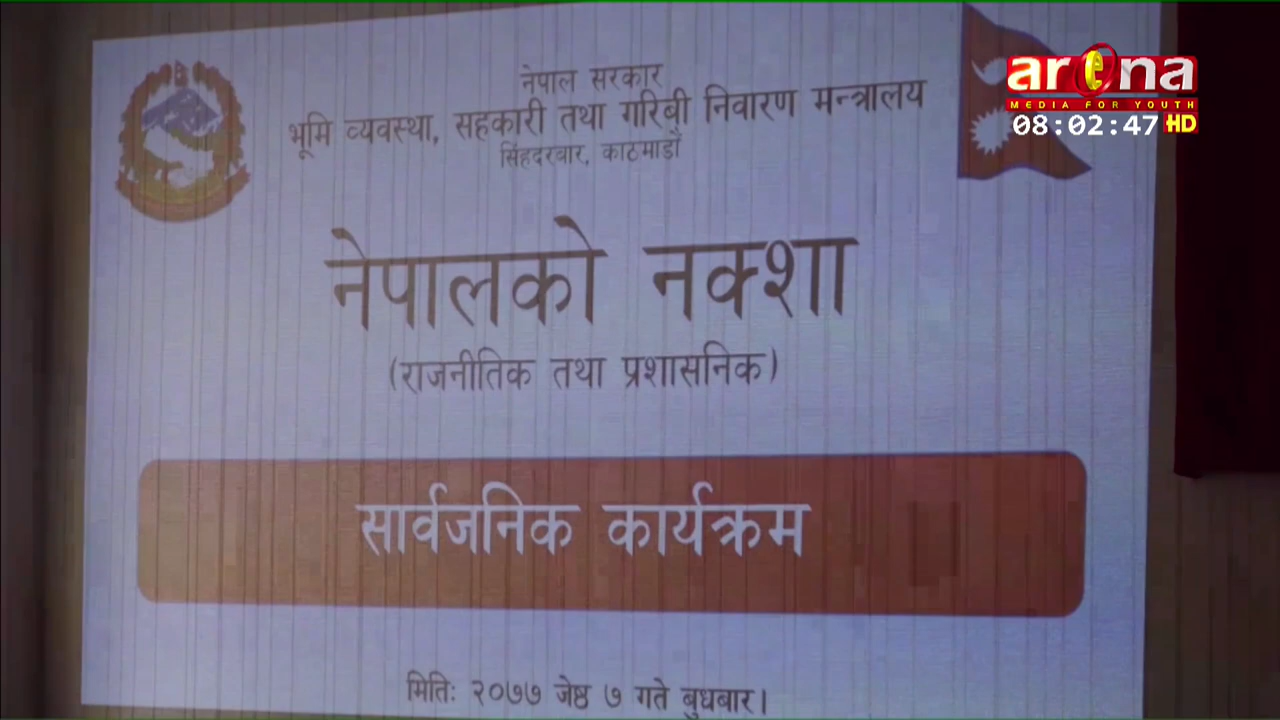 नेपाल सरकार
भूमि व्यवस्था, सहकारी तथा गरिबी निवारण मन्त्रालय
सिंहदरबार, काठमाडौं
नेपालको नक्शा
(राजनीतिक तथा प्रशासनिक)
सार्वजनिक कार्यक्रम
मितिः २०७७ जेष्ठ ७ गते बुधबार।
arena
MEDIA FOR YOUTH
08:02:47 HD